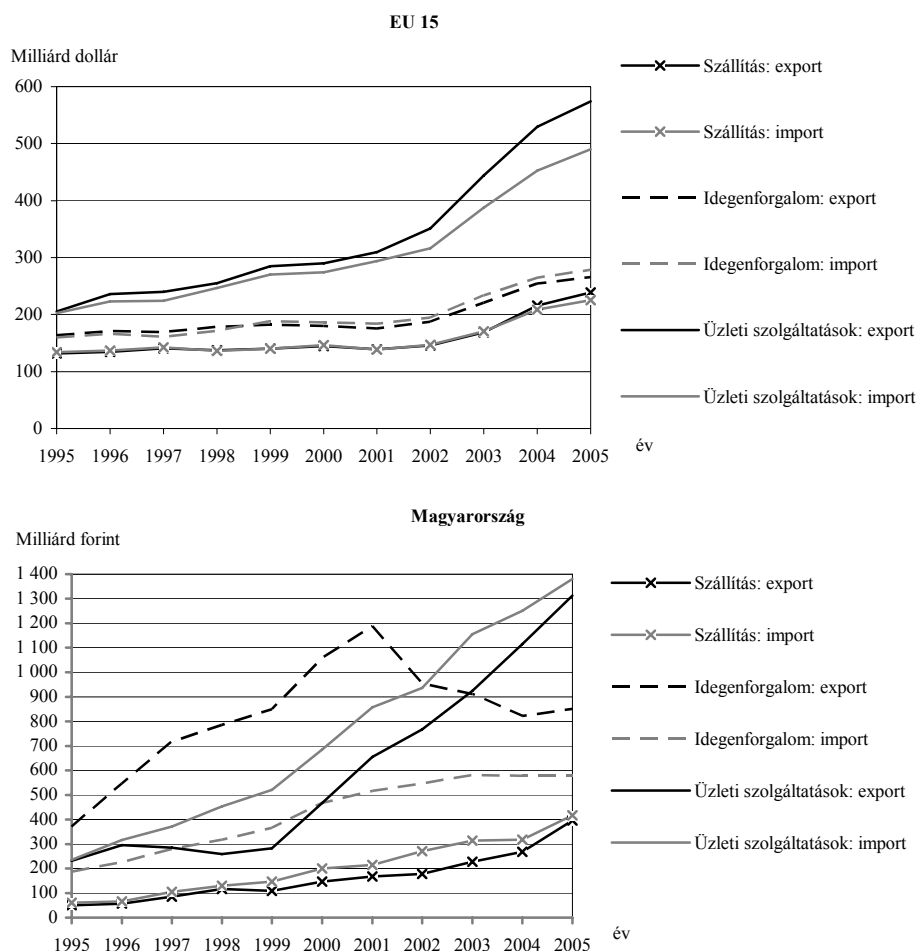 EU 15
Milliárd dollár
600
500
400
300
200
100
0
1995 1996 1997 1998 1999 2000 2001 2002 2003 2004 2005
év
Szállítás: export
Szállítás: import
Idegenforgalom: export
Idegenforgalom: import
Üzleti szolgáltatások: export
Üzleti szolgáltatások: import
Magyarország
Milliárd forint
1 400
1 300
1 200
1 100
1 000
900
800
700
600
500
400
300
200
100
0
1995 1996 1997 1998 1999 2000 2001 2002 2003 2004 2005
év
Szállítás: export
Szállítás: import
Idegenforgalom: export
Idegenforgalom: import
Üzleti szolgáltatások: export
Üzleti szolgáltatások: import